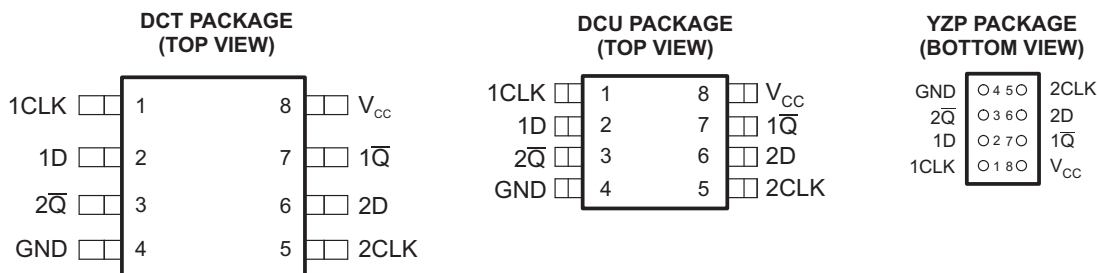 DCT PACKAGE
(TOP VIEW)
1CLK 1 8 VCC
1D 2 7 1Q̅
2Q̅ 3 6 2D
GND 4 5 2CLK
DCU PACKAGE
(TOP VIEW)
1CLK 1 8 VCC
1D 2 7 1Q̅
2Q̅ 3 6 2D
GND 4 5 2CLK
YZP PACKAGE
(BOTTOM VIEW)
GND 4 5 2CLK
2Q̅ 3 6 2D
1D 2 7 1Q̅
1CLK 1 8 VCC